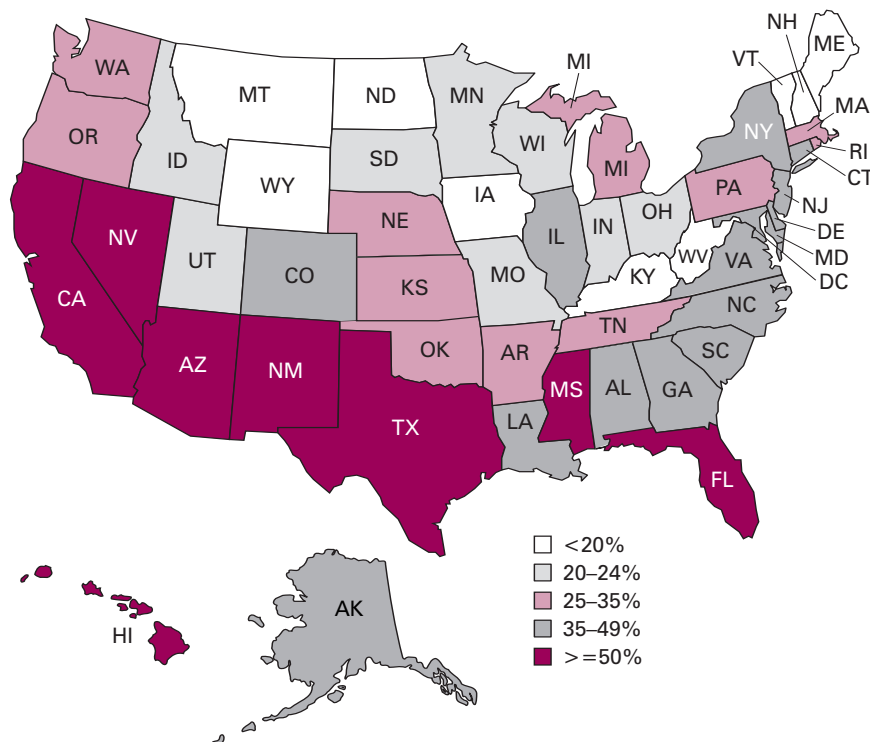 NH
ME
VT
WA
MT
ND
MN
MI
MA
OR
NY
RI
ID
SD
WI
CT
MI
WY
PA
NJ
IA
NE
OH
DE
NV
IL
IN
MD
UT
CO
WV
VA
DC
KY
MO
CA
KS
NC
TN
AZ
NM
OK
AR
SC
MS
AL
GA
TX
LA
FL
<20%
20–24%
25–35%
AK
HI
35–49%
>=50%